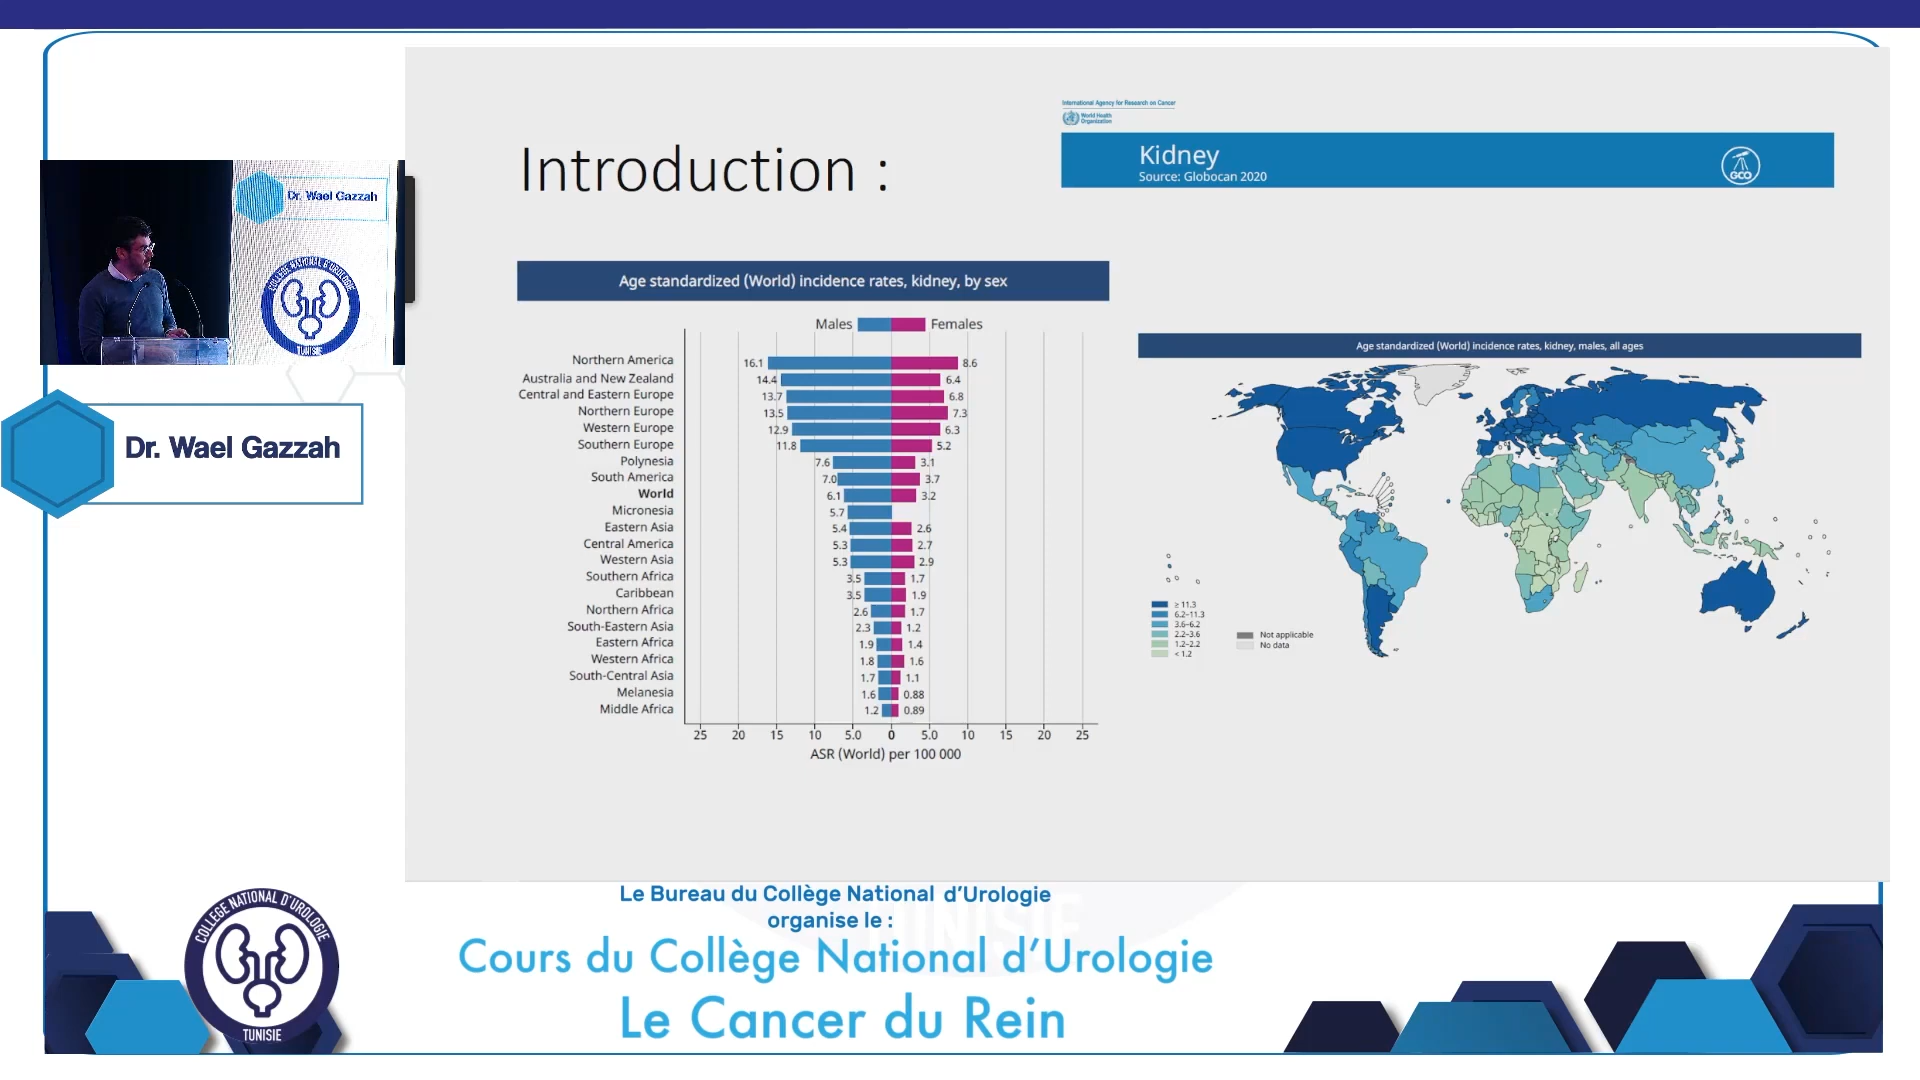 International Agency for Research on Cancer
World Health
Organization
Kidney
Source: Globocan 2020
GCO
Introduction :
Dr. Wael Gazzah
COLLÈGE NATIONAL D'UROLOGIE
TUNISIE
Dr. Wael Gazzah
Age standardized (World) incidence rates, kidney, by sex
Males Females
Northern America 16.1 8.6
Australia and New Zealand 14.4 6.4
Central and Eastern Europe 13.7 6.8
Northern Europe 13.5 7.3
Western Europe 12.9 6.3
Southern Europe 11.8 5.2
Polynesia 7.6 3.1
South America 7.0 3.7
World 6.1 3.2
Micronesia 5.7
Eastern Asia 5.4 2.6
Central America 5.3 2.7
Western Asia 5.3 2.9
Southern Africa 3.5 1.7
Caribbean 3.5 1.9
Northern Africa 2.6 1.7
South-Eastern Asia 2.3 1.2
Eastern Africa 1.9 1.4
Western Africa 1.8 1.6
South-Central Asia 1.7 1.1
Melanesia 1.6 0.88
Middle Africa 1.2 0.89
25 20 15 10 5.0 0 5.0 10 15 20 25
ASR (World) per 100 000
Age standardized (World) incidence rates, kidney, males, all ages
≥ 11.3
6.2–11.3
3.6–6.2
2.2–3.6
1.2–2.2
< 1.2
Not applicable
No data
Le Bureau du Collège National d'Urologie
organise le :
Cours du Collège National d'Urologie
Le Cancer du Rein
COLLÈGE NATIONAL D'UROLOGIE
TUNISIE